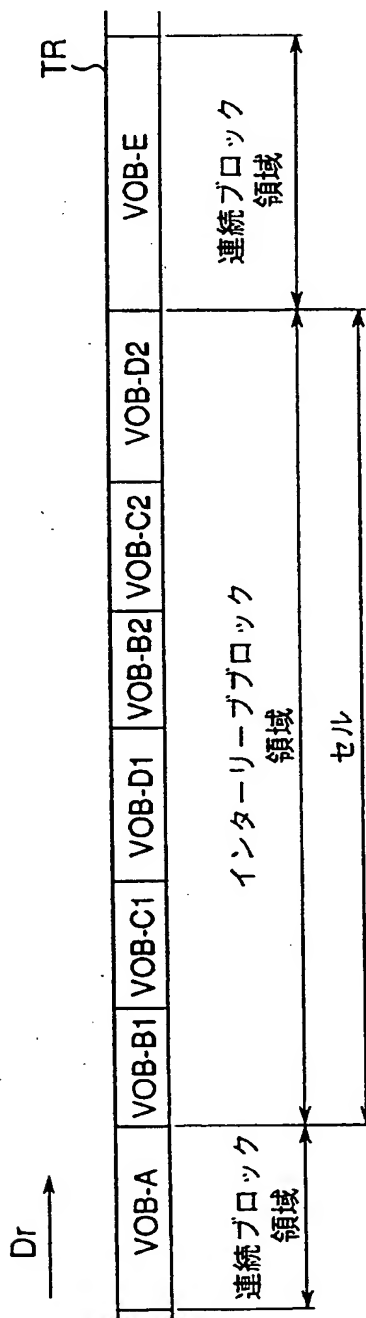 Dr
TR
VOB-A
VOB-B1
VOB-C1
VOB-D1
VOB-B2
VOB-C2
VOB-D2
VOB-E
連続ブロック
領域
インターリーブブロック
領域
連続ブロック
領域
セル